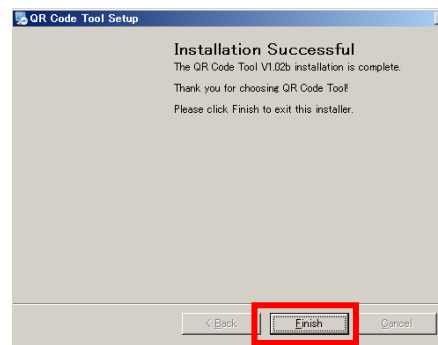 QR Code Tool Setup
Installation Successful
The QR Code Tool V1.02b installation is complete.
Thank you for choosing QR Code Tool!
Please click Finish to exit this installer.
< Back Finish Cancel